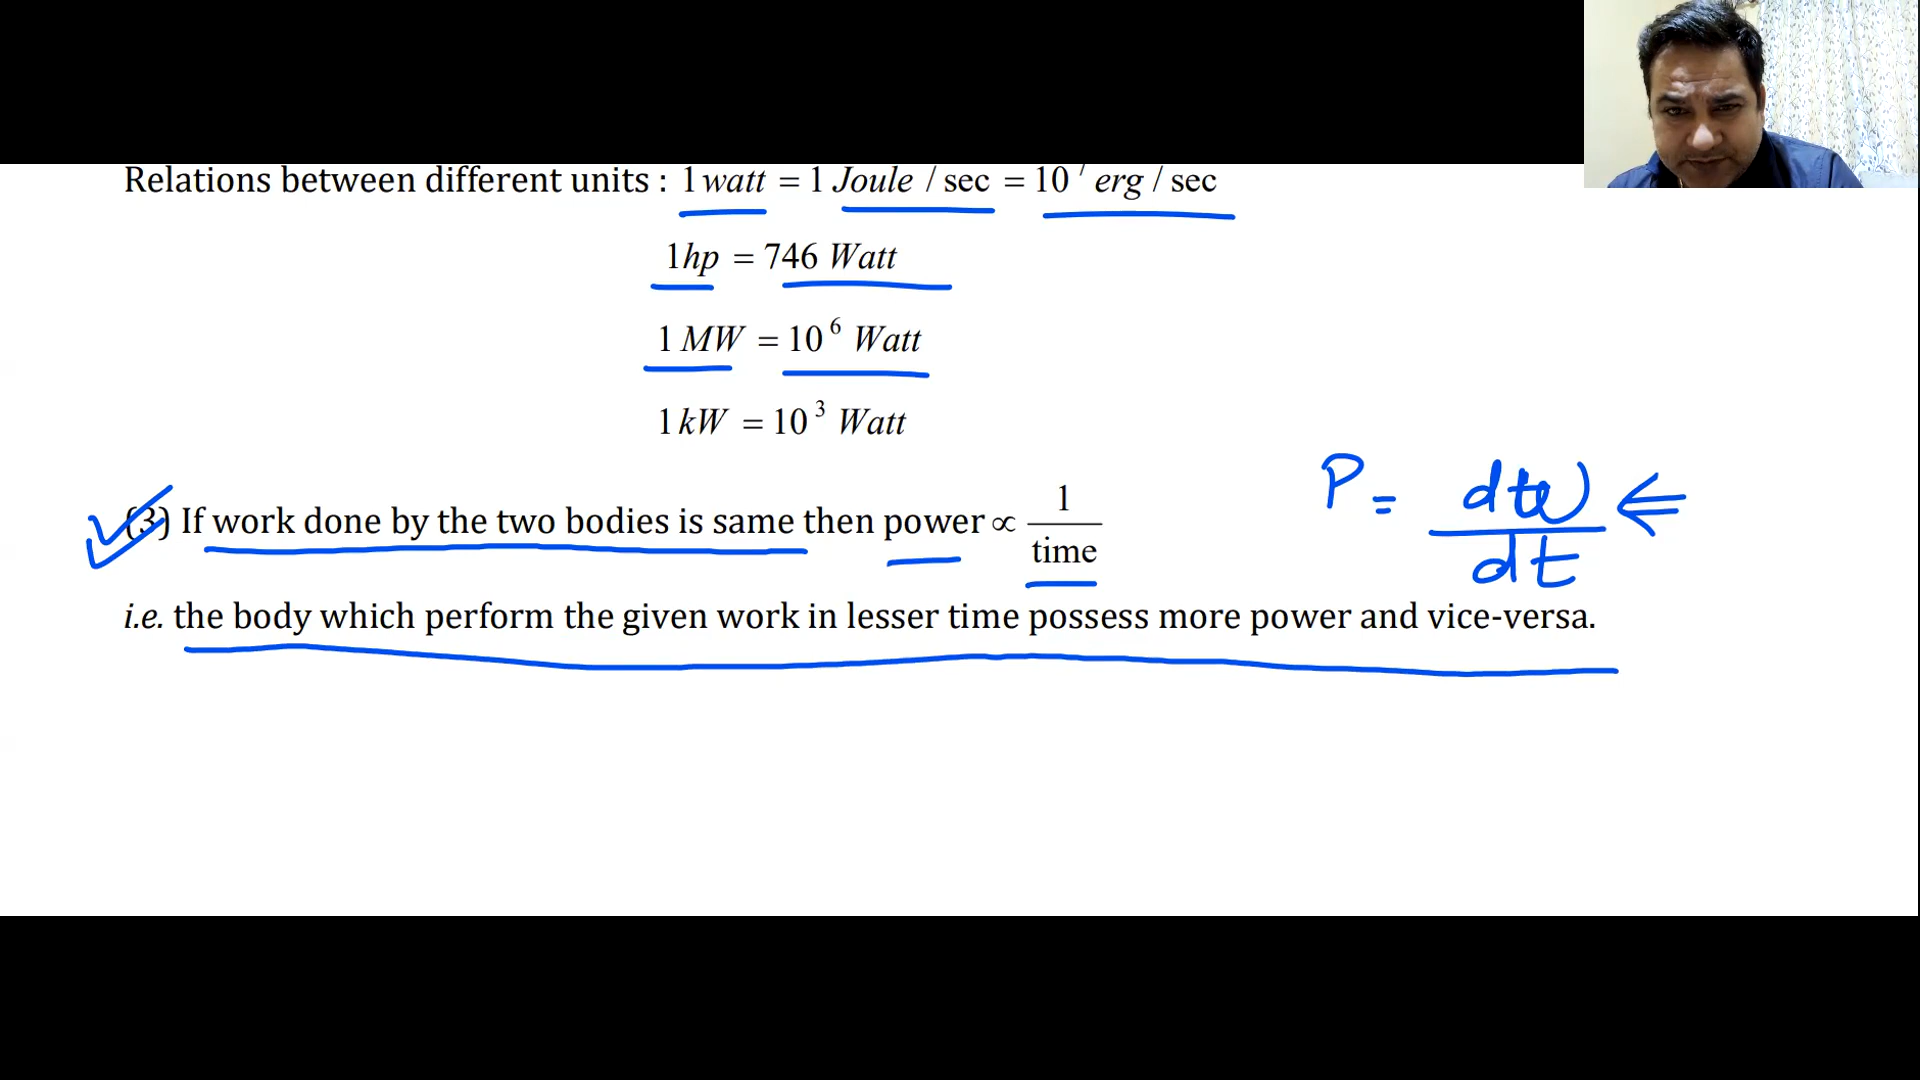 Relations between different units : 1 watt = 1 Joule / sec = 10⁷ erg / sec
1hp = 746 Watt
1 MW = 10⁶ Watt
1 kW = 10³ Watt
(3) If work done by the two bodies is same then power ∝ 1/time
P = dw/dt ⇐
i.e. the body which perform the given work in lesser time possess more power and vice-versa.